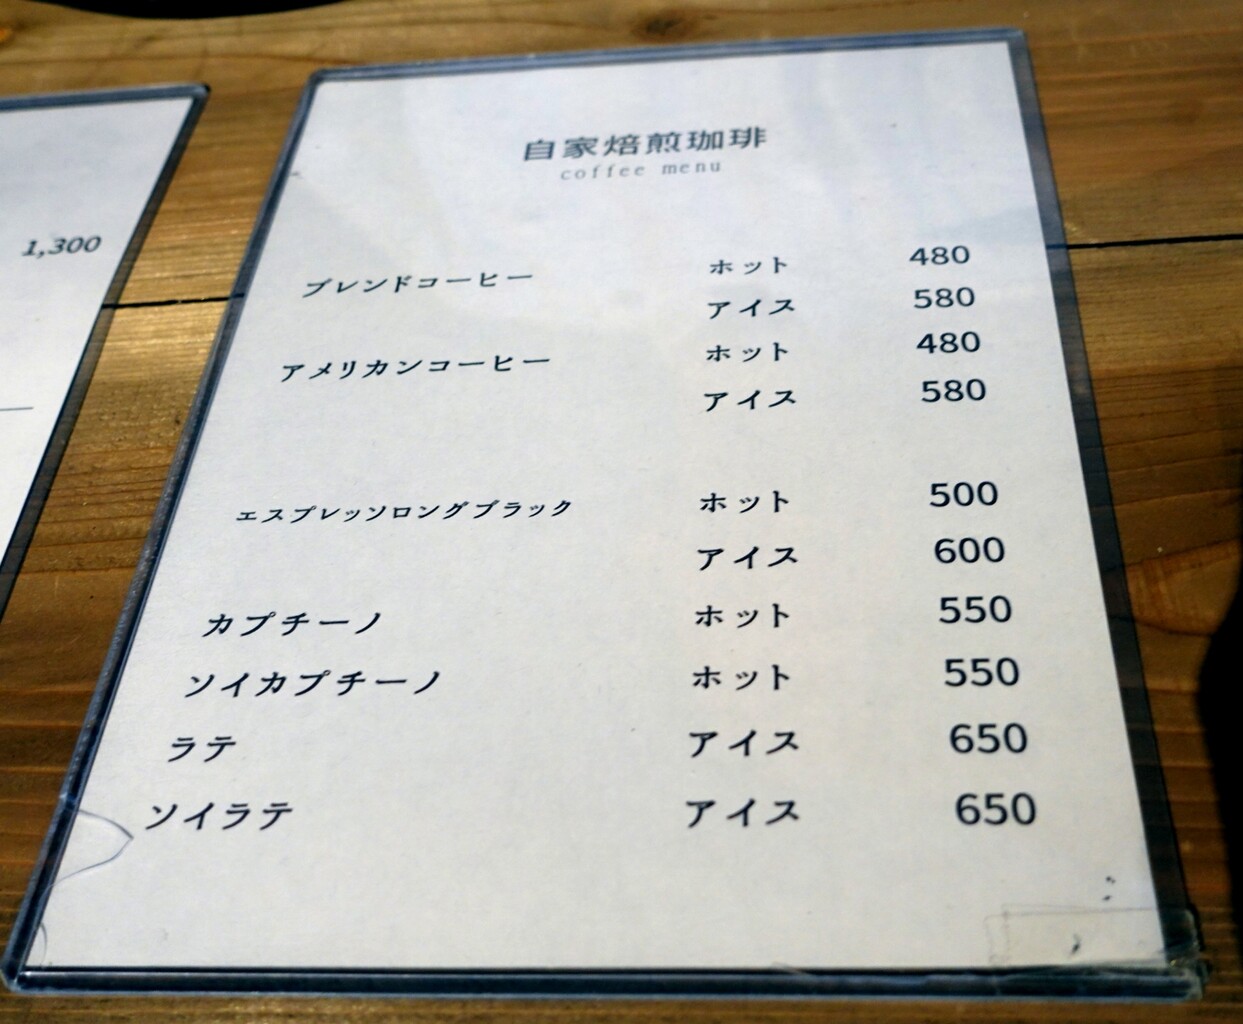 1,300
自家焙煎珈琲
coffee menu
ブレンドコーヒー ホット 480
アイス 580
アメリカンコーヒー ホット 480
アイス 580
エスプレッソロングブラック ホット 500
アイス 600
カプチーノ ホット 550
ソイカプチーノ ホット 550
ラテ アイス 650
ソイラテ アイス 650